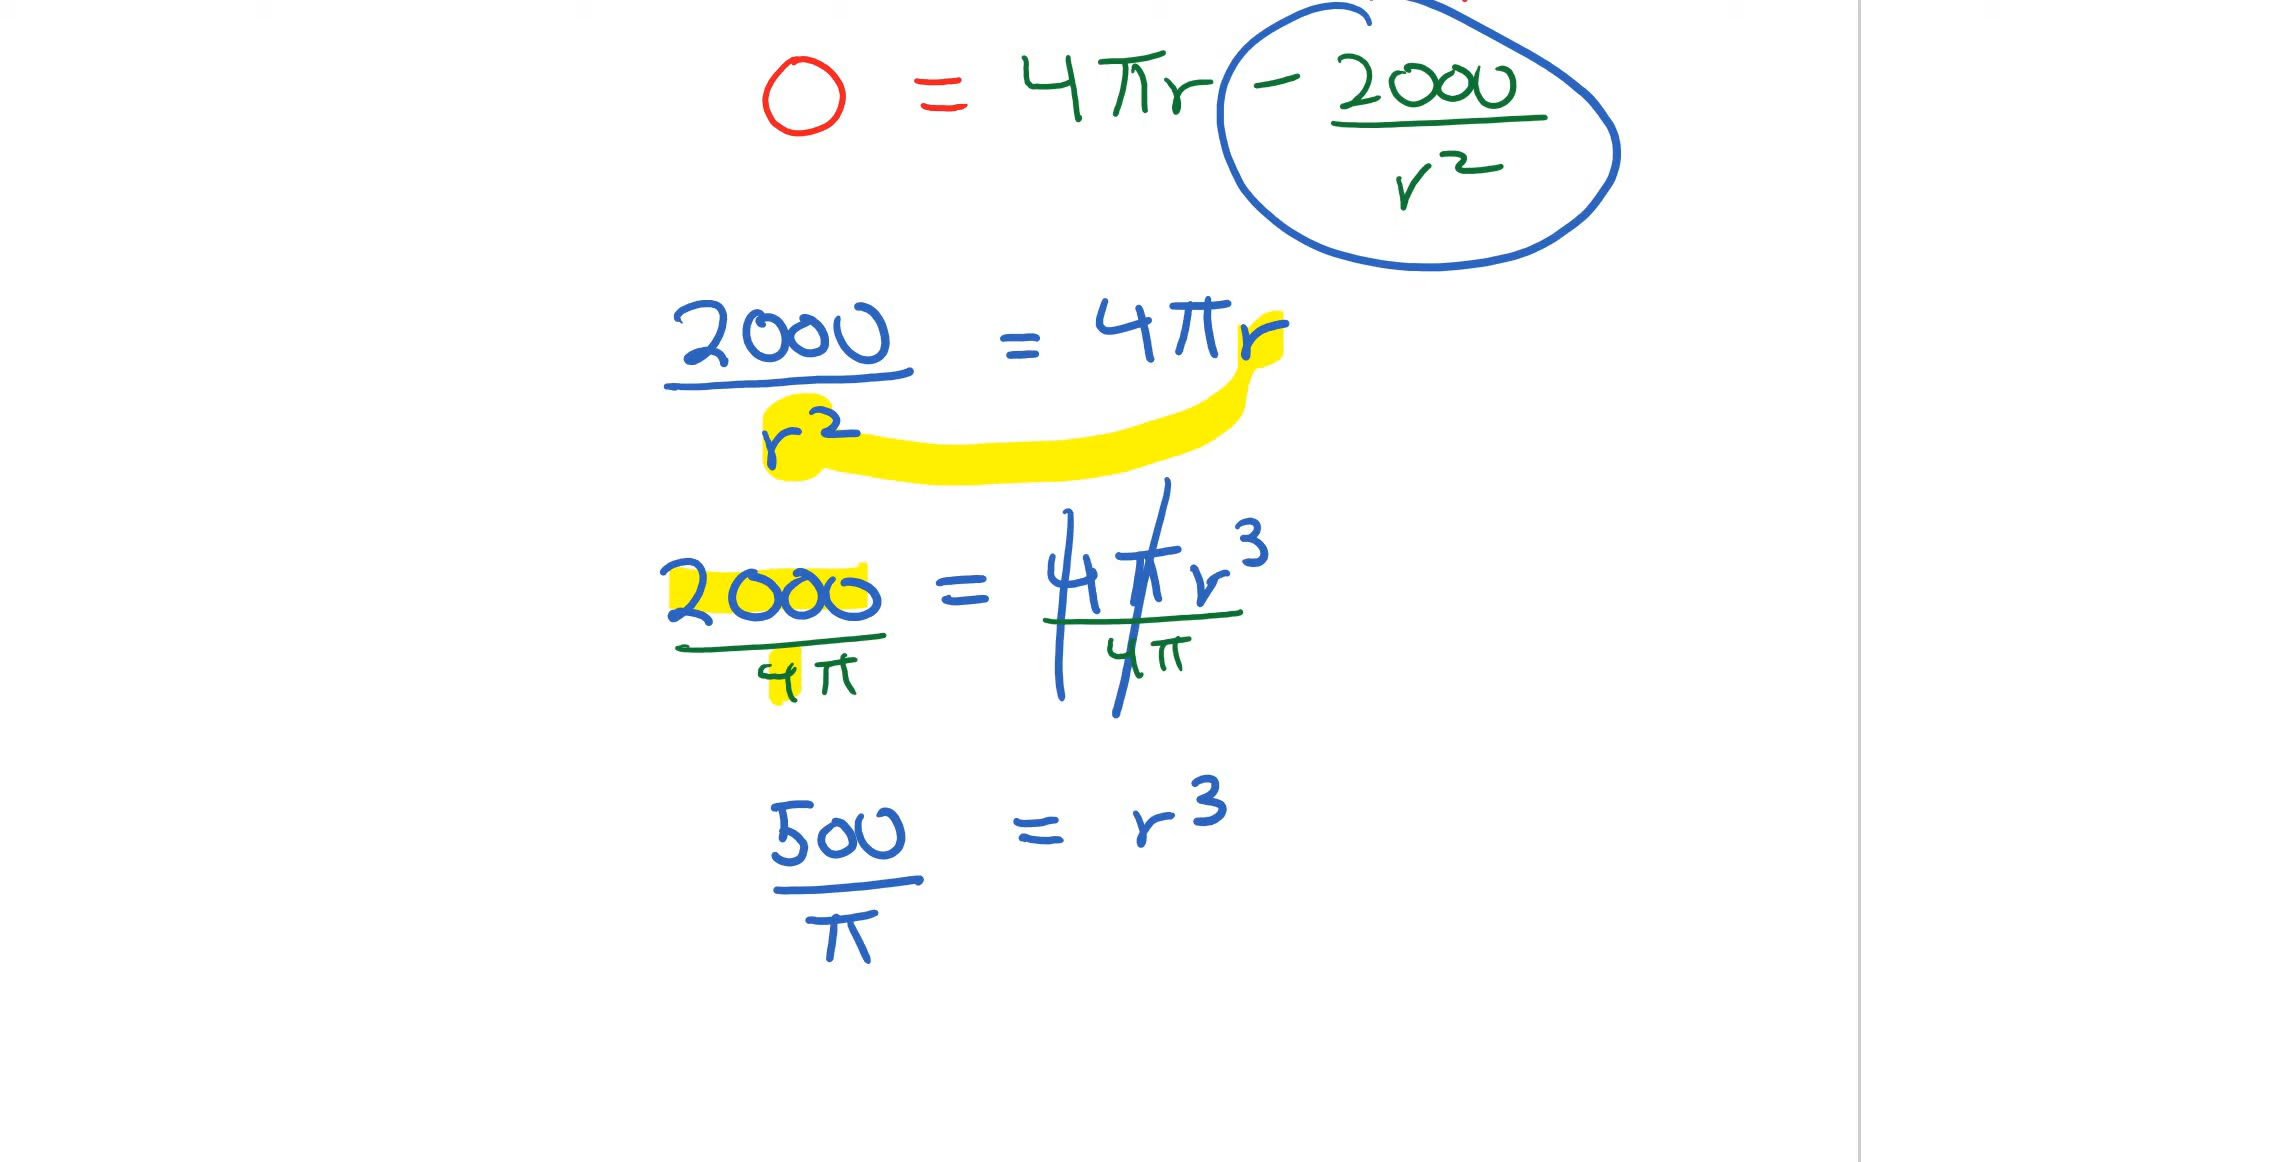 0 = 4πr - 2000/r²
2000/r² = 4πr
2000/4π = 4πr³/4π
500/π = r³